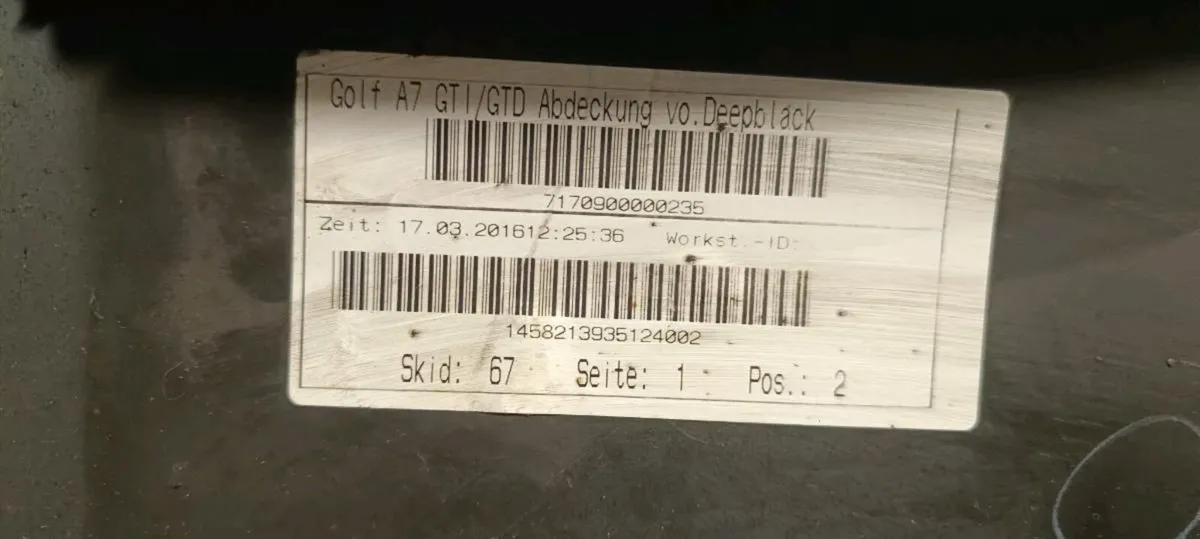 Golf A7 GTI/GTD Abdeckung vo.Deepblack
7170900000235
Zeit: 17.03.201612:25:36 Workst.-ID:
1458213935124002
Skid: 67 Seite: 1 Pos.: 2